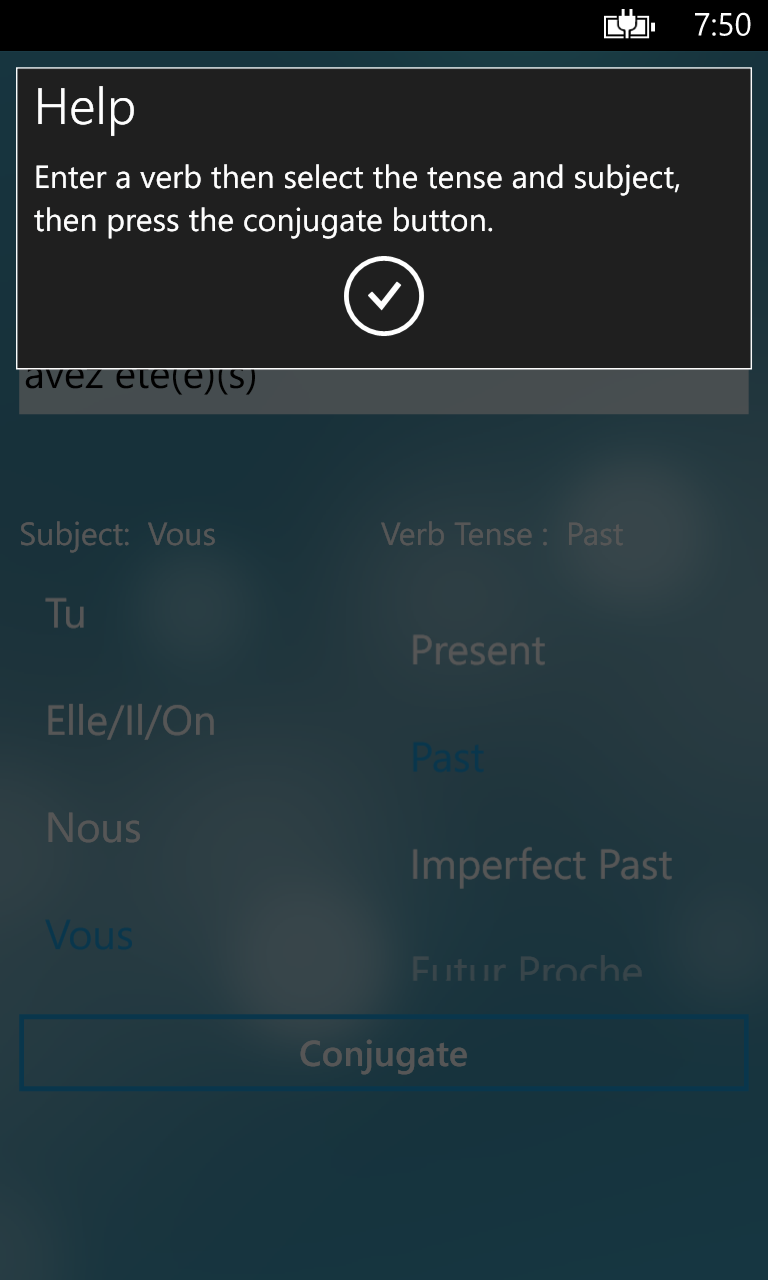 7:50
Help
Enter a verb then select the tense and subject,
then press the conjugate button.
avez été(e)(s)
Subject: Vous
Verb Tense : Past
Tu
Present
Elle/Il/On
Past
Nous
Imperfect Past
Vous
Futur Proche
Conjugate